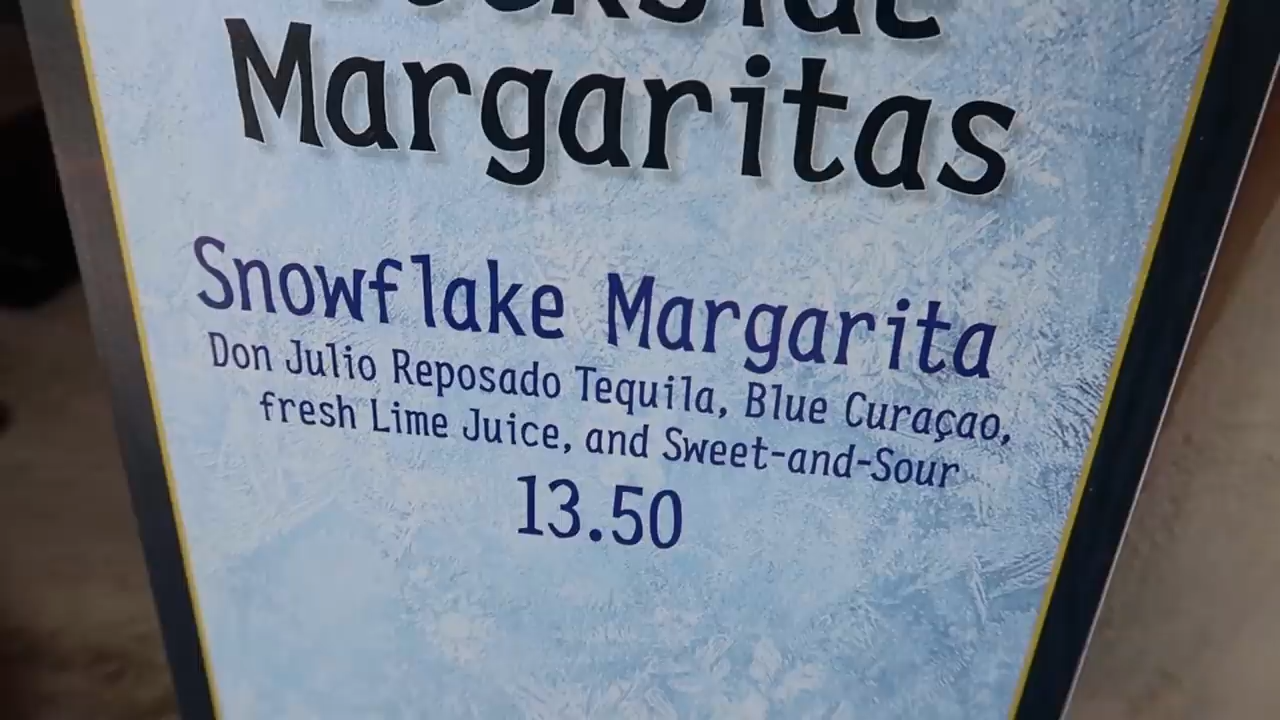 Margaritas
Snowflake Margarita
Don Julio Reposado Tequila, Blue Curaçao,
fresh Lime Juice, and Sweet-and-Sour
13.50